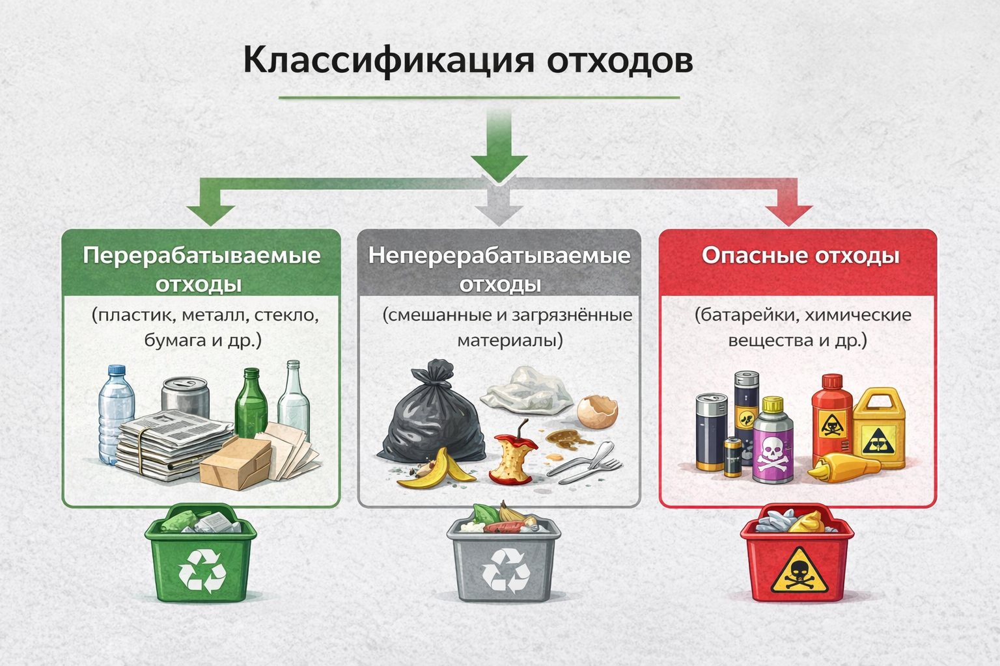 Классификация отходов
Перерабатываемые
отходы
(пластик, металл, стекло,
бумага и др.)
Неперерабатываемые
отходы
(смешанные и загрязнённые
материалы)
Опасные отходы
(батарейки, химические
вещества и др.)